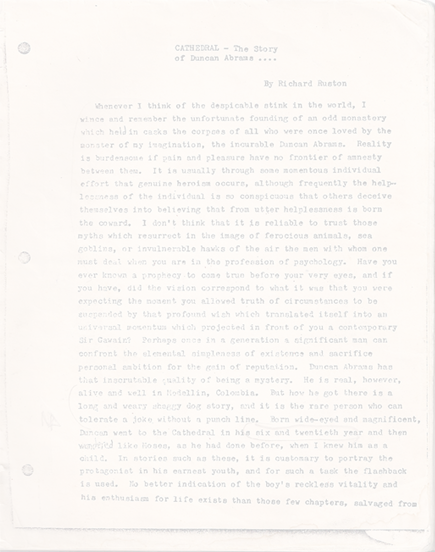 CATHEDRAL - The Story
of Duncan Abrams ....
By Richard Huston
Whenever I think of the despicable stink in the world, I
wince and remember the unfortunate founding of an odd monastery
which held in sacks the corpses of all who were once loved by the
monster of my imagination, the incurable Duncan Abrams. Reality
is burdensome if pain and pleasure have no frontier of amnesty
between them. It is usually through some momentous individual
effort that genuine heroism occurs, although frequently the help-
lessness of the individual is so conspicuous that others deceive
themselves into believing that from utter helplessness is born
the coward. I don't think that it is reliable to trust those
myths which resurrect in the image of ferocious animals, sea
goblins, or invulnerable hawks of the air the men with whom one
must deal when you are in the profession of psychology. Have you
ever known a prophecy to come true before your very eyes, and if
you have, did the vision correspond to what it was that you were
expecting the moment you allowed truth of circumstances to be
suspended by that profound wish which translated itself into an
universal momentum which projected in front of you a contemporary
Sir Gawain? Perhaps once in a generation a significant man can
confront the elemental simpleness of existence and sacrifice
personal ambition for the gain of reputation. Duncan Abrams has
that inscrutable quality of being a mystery. He is real, however,
alive and well in Medellin, Colombia. But how he got there is a
long and weary shaggy dog story, and it is the rare person who can
tolerate a joke without a punch line. Born wide-eyed and magnificent,
Duncan went to the Cathedral in his six and twentieth year and then
like Moses, as he had done before, when I knew him as a
child. In stories such as these, it is customary to portray the
protagonist in his earnest youth, and for such a task the flashback
is used. No better indication of the boy's reckless vitality and
his enthusiasm for life exists than those few chapters, salvaged from